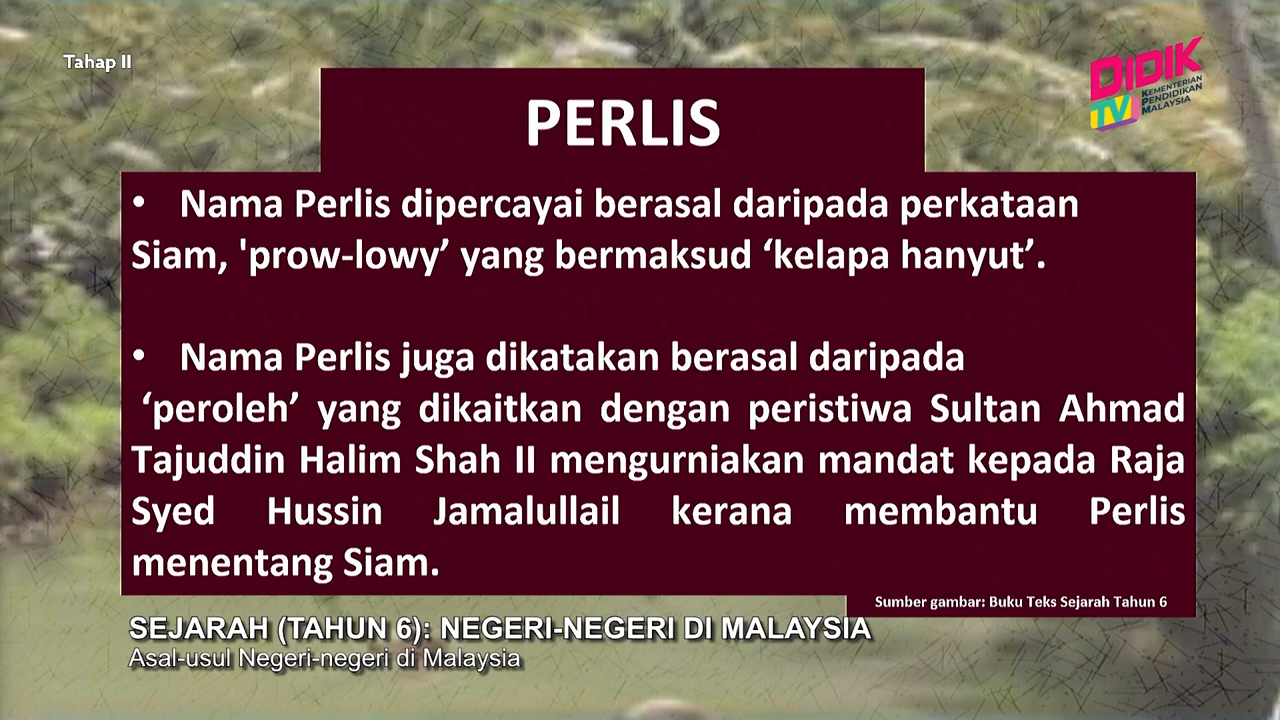 Tahap II
DIDIK
TV
KEMENTERIAN
PENDIDIKAN
MALAYSIA
PERLIS
• Nama Perlis dipercayai berasal daripada perkataan
Siam, 'prow-lowy’ yang bermaksud ‘kelapa hanyut’.
• Nama Perlis juga dikatakan berasal daripada
‘peroleh’ yang dikaitkan dengan peristiwa Sultan Ahmad
Tajuddin Halim Shah II mengurniakan mandat kepada Raja
Syed Hussin Jamalullail kerana membantu Perlis
menentang Siam.
Sumber gambar: Buku Teks Sejarah Tahun 6
SEJARAH (TAHUN 6): NEGERI-NEGERI DI MALAYSIA
Asal-usul Negeri-negeri di Malaysia